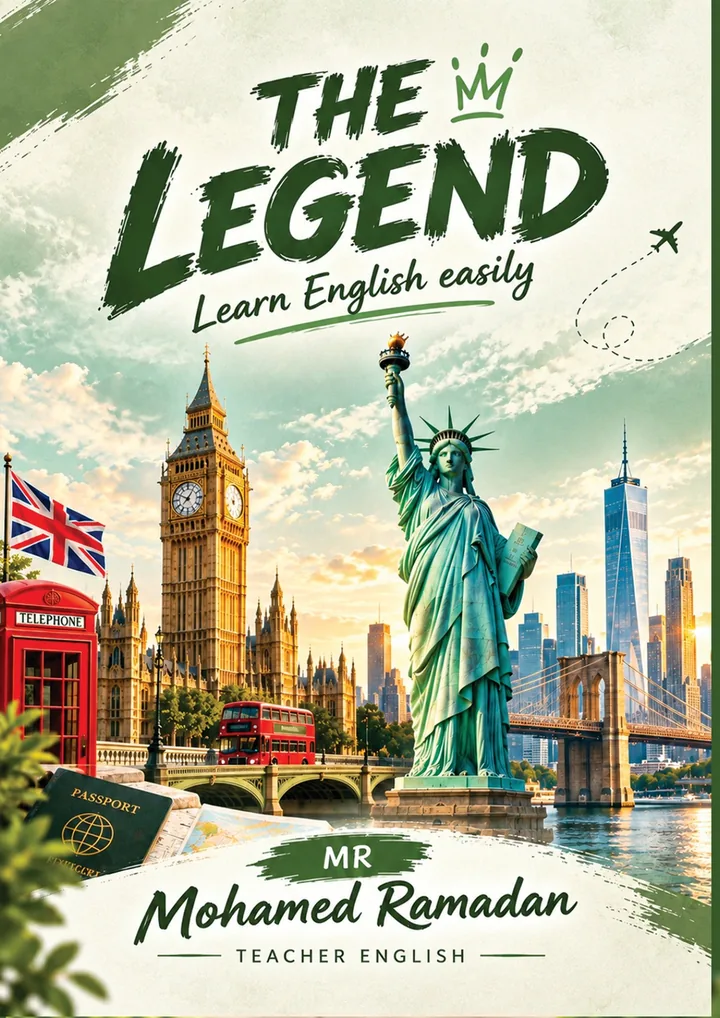 THE
LEGEND
Learn English easily
TELEPHONE
PASSPORT
MR
Mohamed Ramadan
TEACHER ENGLISH